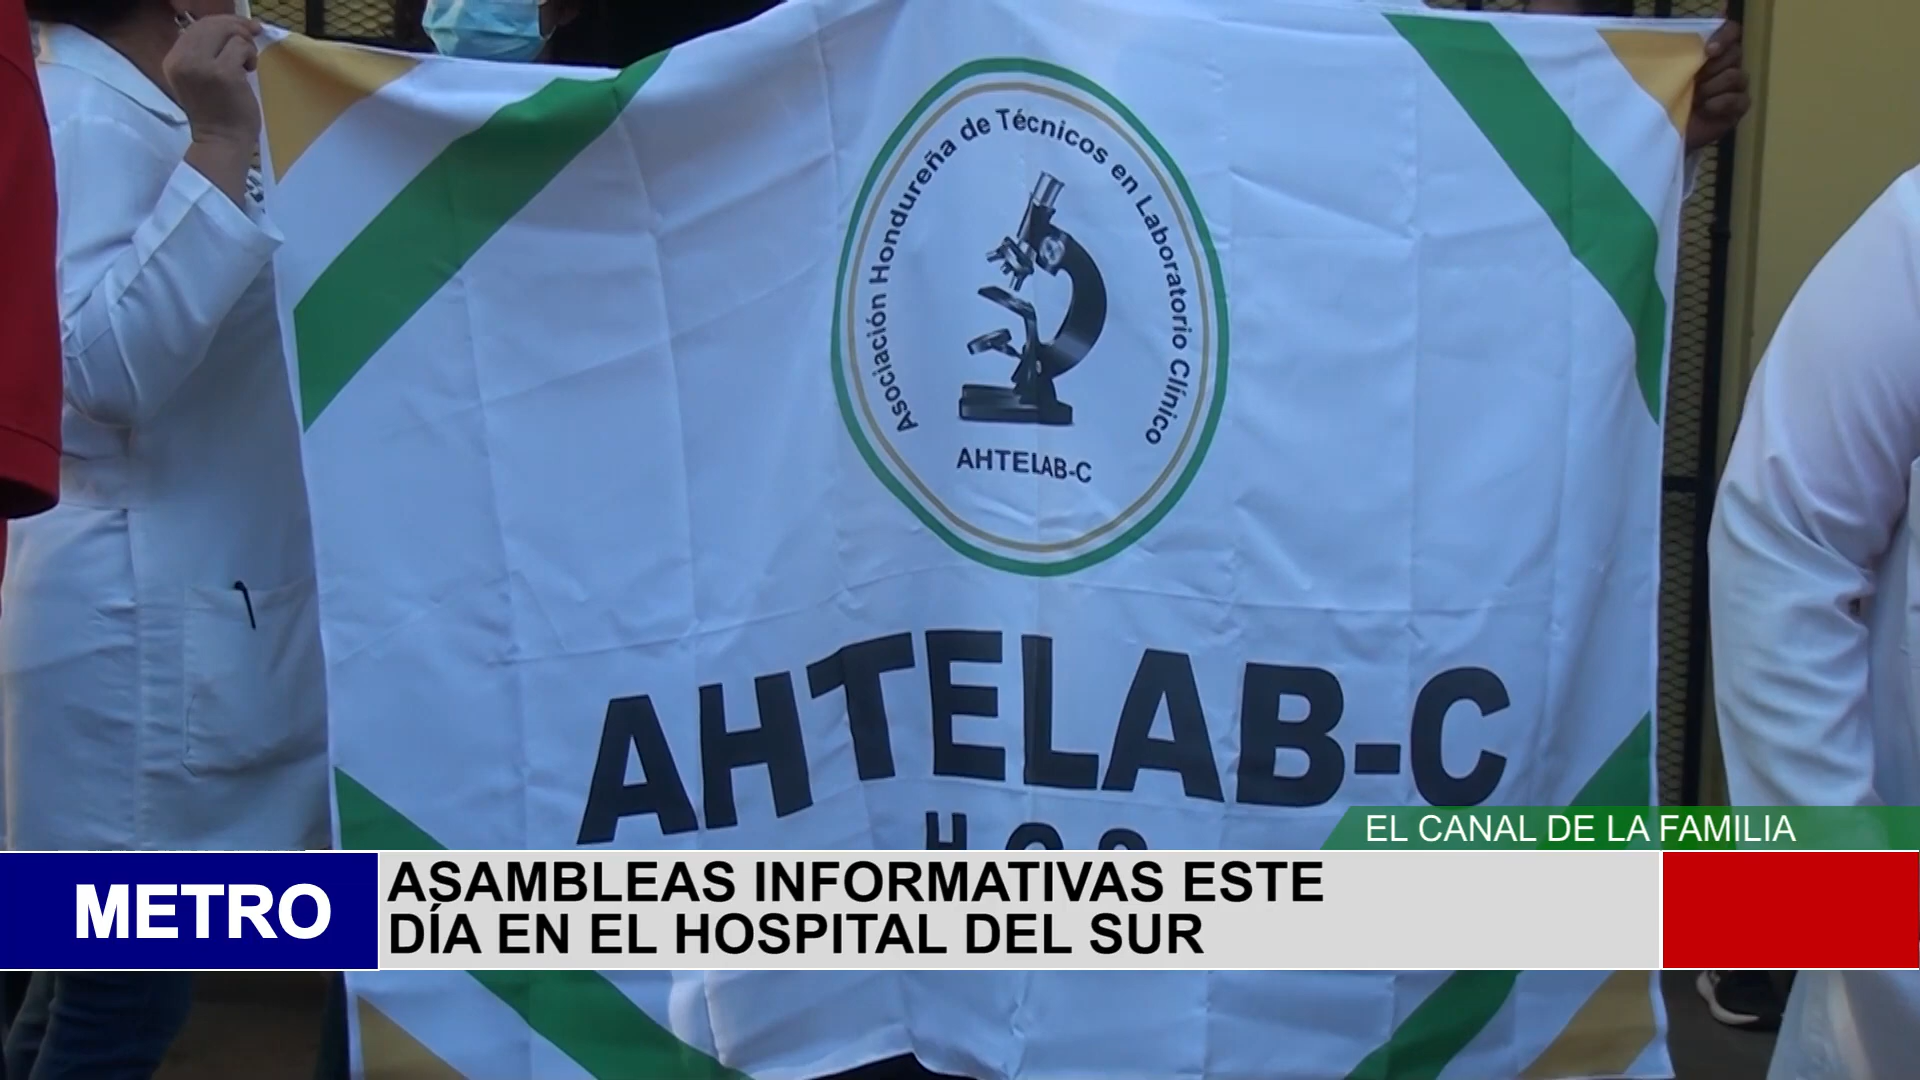 Asociación Hondureña de Técnicos en Laboratorio Clínico
AHTELAB-C
AHTELAB-C
EL CANAL DE LA FAMILIA
METRO
ASAMBLEAS INFORMATIVAS ESTE
DÍA EN EL HOSPITAL DEL SUR